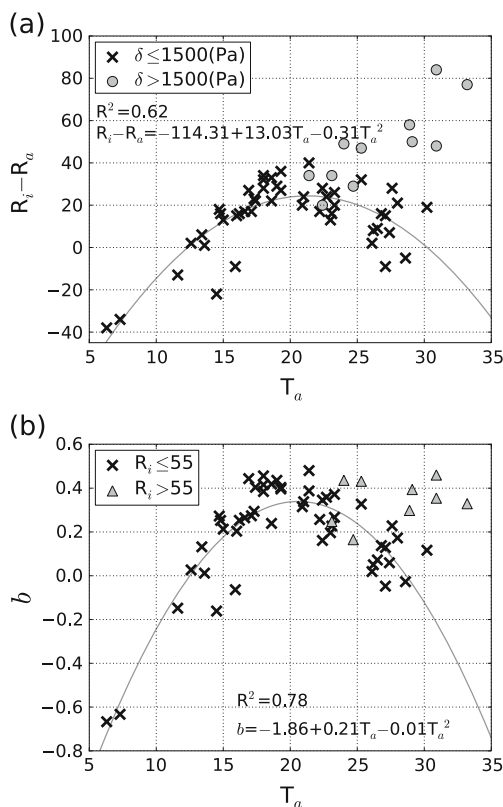 (a)
δ≤1500(Pa)
δ>1500(Pa)
R²=0.62
Rᵢ−Rₐ=−114.31+13.03Tₐ−0.31Tₐ²
Rᵢ−Rₐ
100
80
60
40
20
0
−20
−40
5 10 15 20 25 30 35
Tₐ
(b)
Rᵢ≤55
Rᵢ>55
b
0.6
0.4
0.2
0.0
−0.2
−0.4
−0.6
−0.8
R²=0.78
b=−1.86+0.21Tₐ−0.01Tₐ²
5 10 15 20 25 30 35
Tₐ